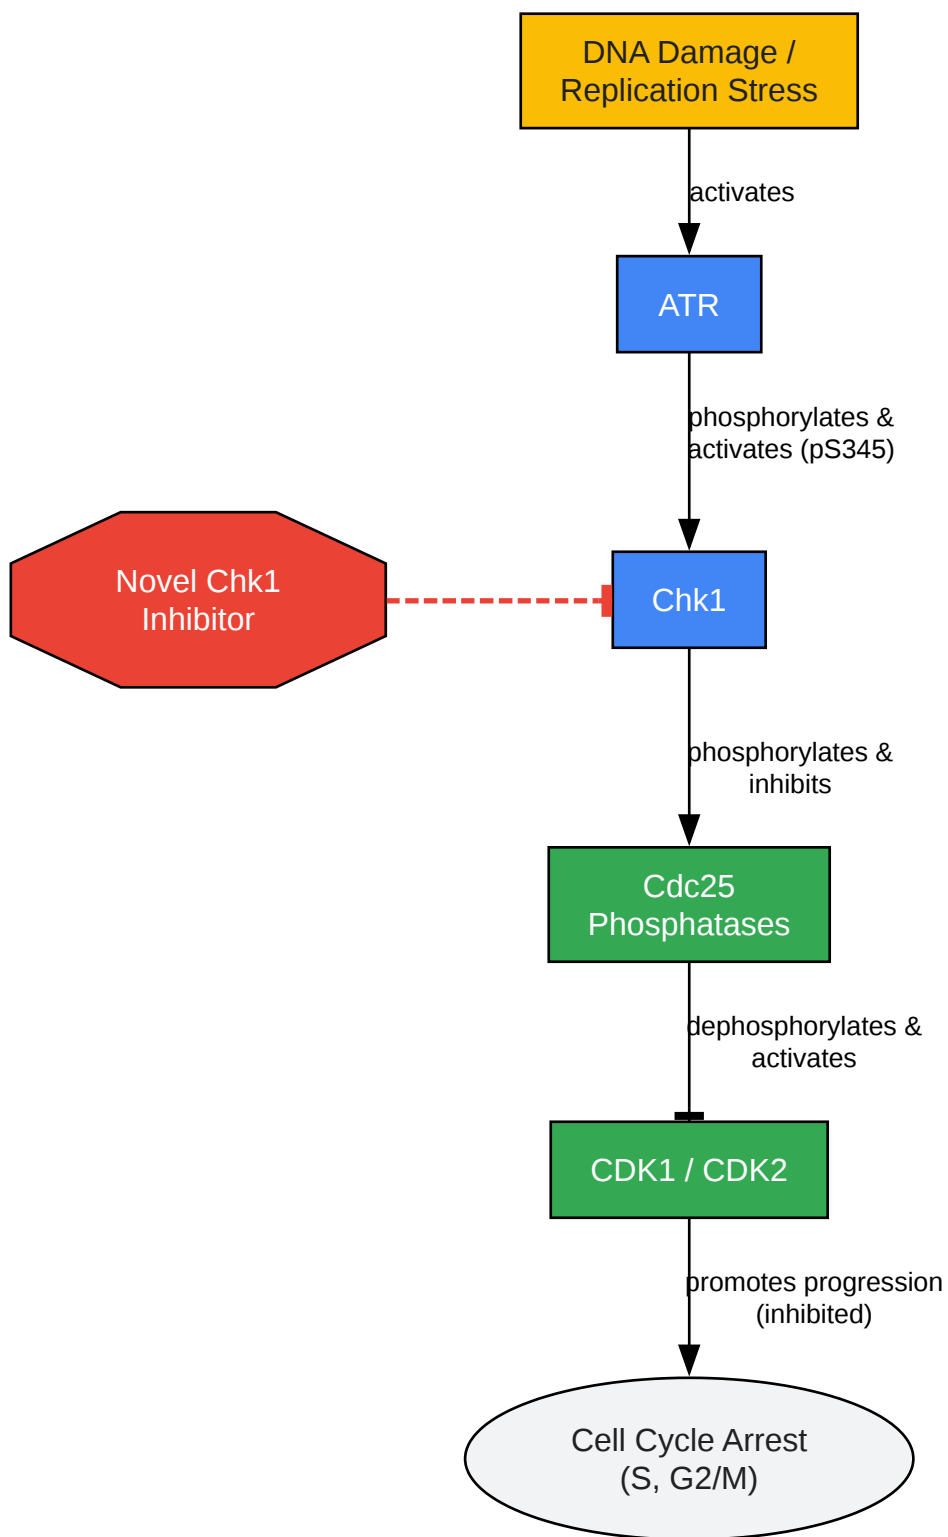 DNA Damage /
Replication Stress
activates
ATR
phosphorylates &
activates (pS345)
Novel Chk1
Inhibitor
Chk1
phosphorylates &
inhibits
Cdc25
Phosphatases
dephosphorylates &
activates
CDK1 / CDK2
promotes progression
(inhibited)
Cell Cycle Arrest
(S, G2/M)